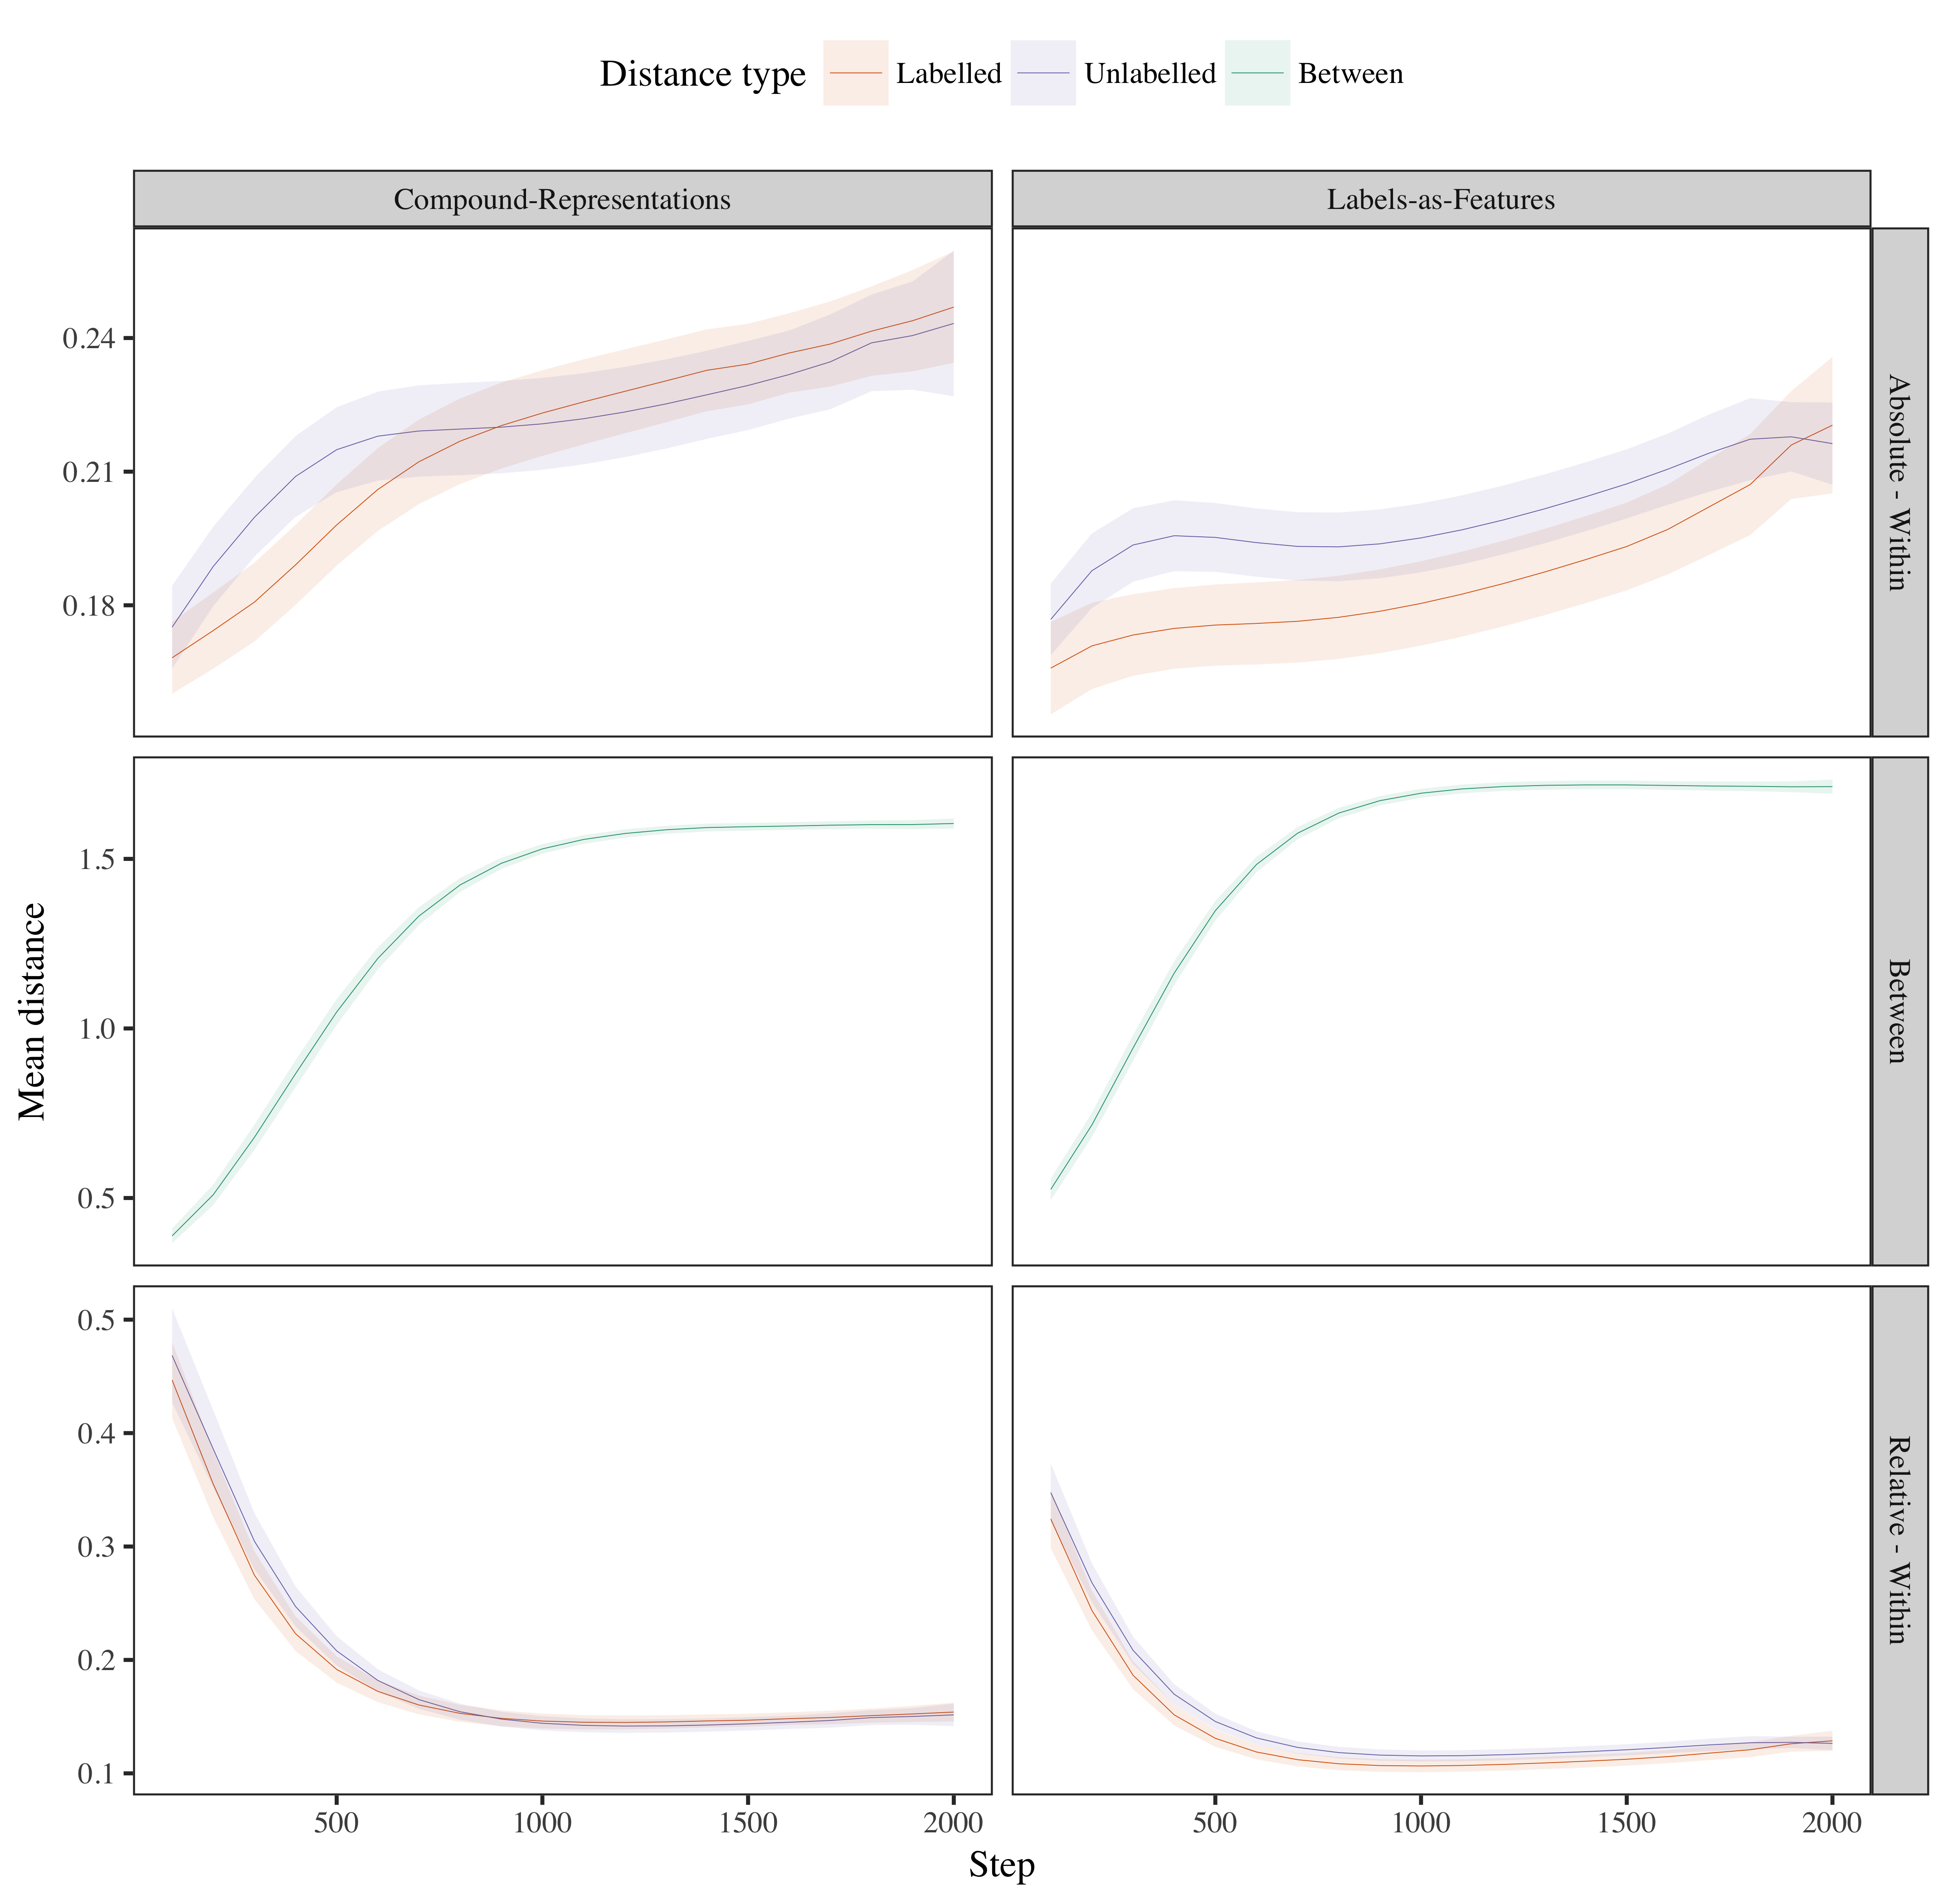 Distance type Labelled Unlabelled Between
Compound-Representations Labels-as-Features
0.24
0.21
0.18
Absolute - Within
1.5
1.0
0.5
Between
0.5
0.4
0.3
0.2
0.1
Relative - Within
Mean distance
500 1000 1500 2000 500 1000 1500 2000
Step